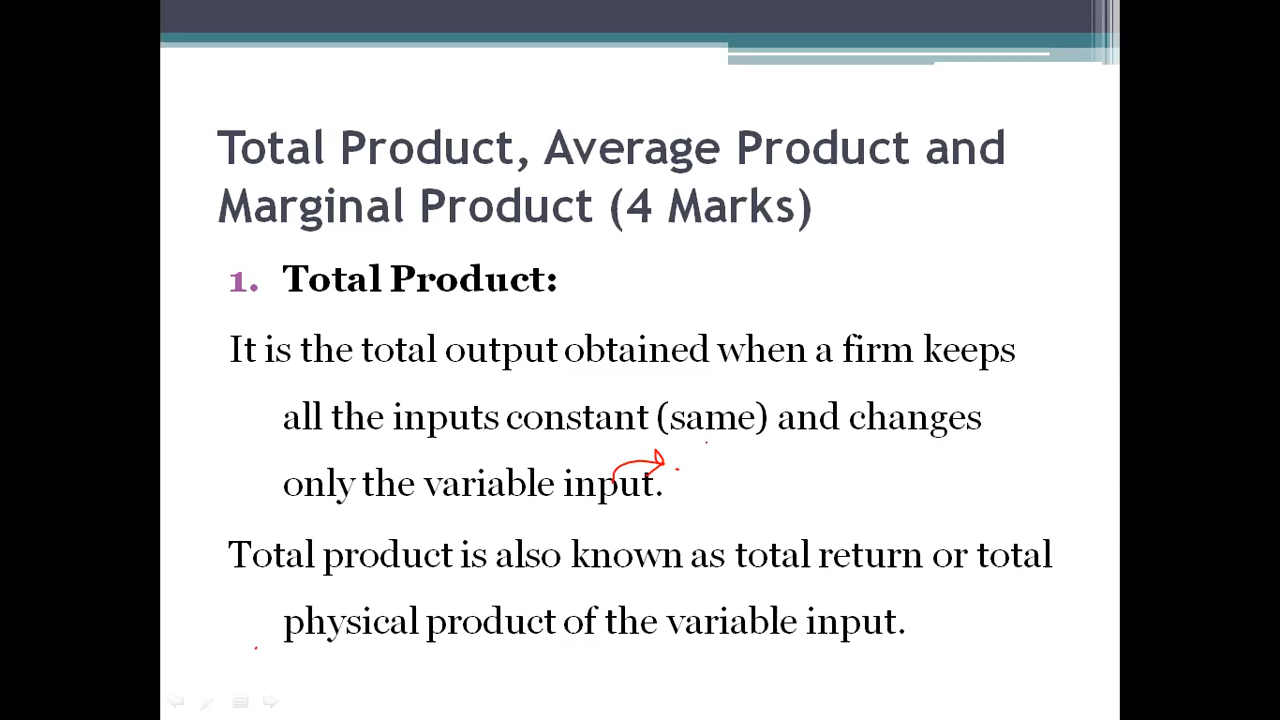 Total Product, Average Product and
Marginal Product (4 Marks)
1. Total Product:
It is the total output obtained when a firm keeps
all the inputs constant (same) and changes
only the variable input.
Total product is also known as total return or total
physical product of the variable input.